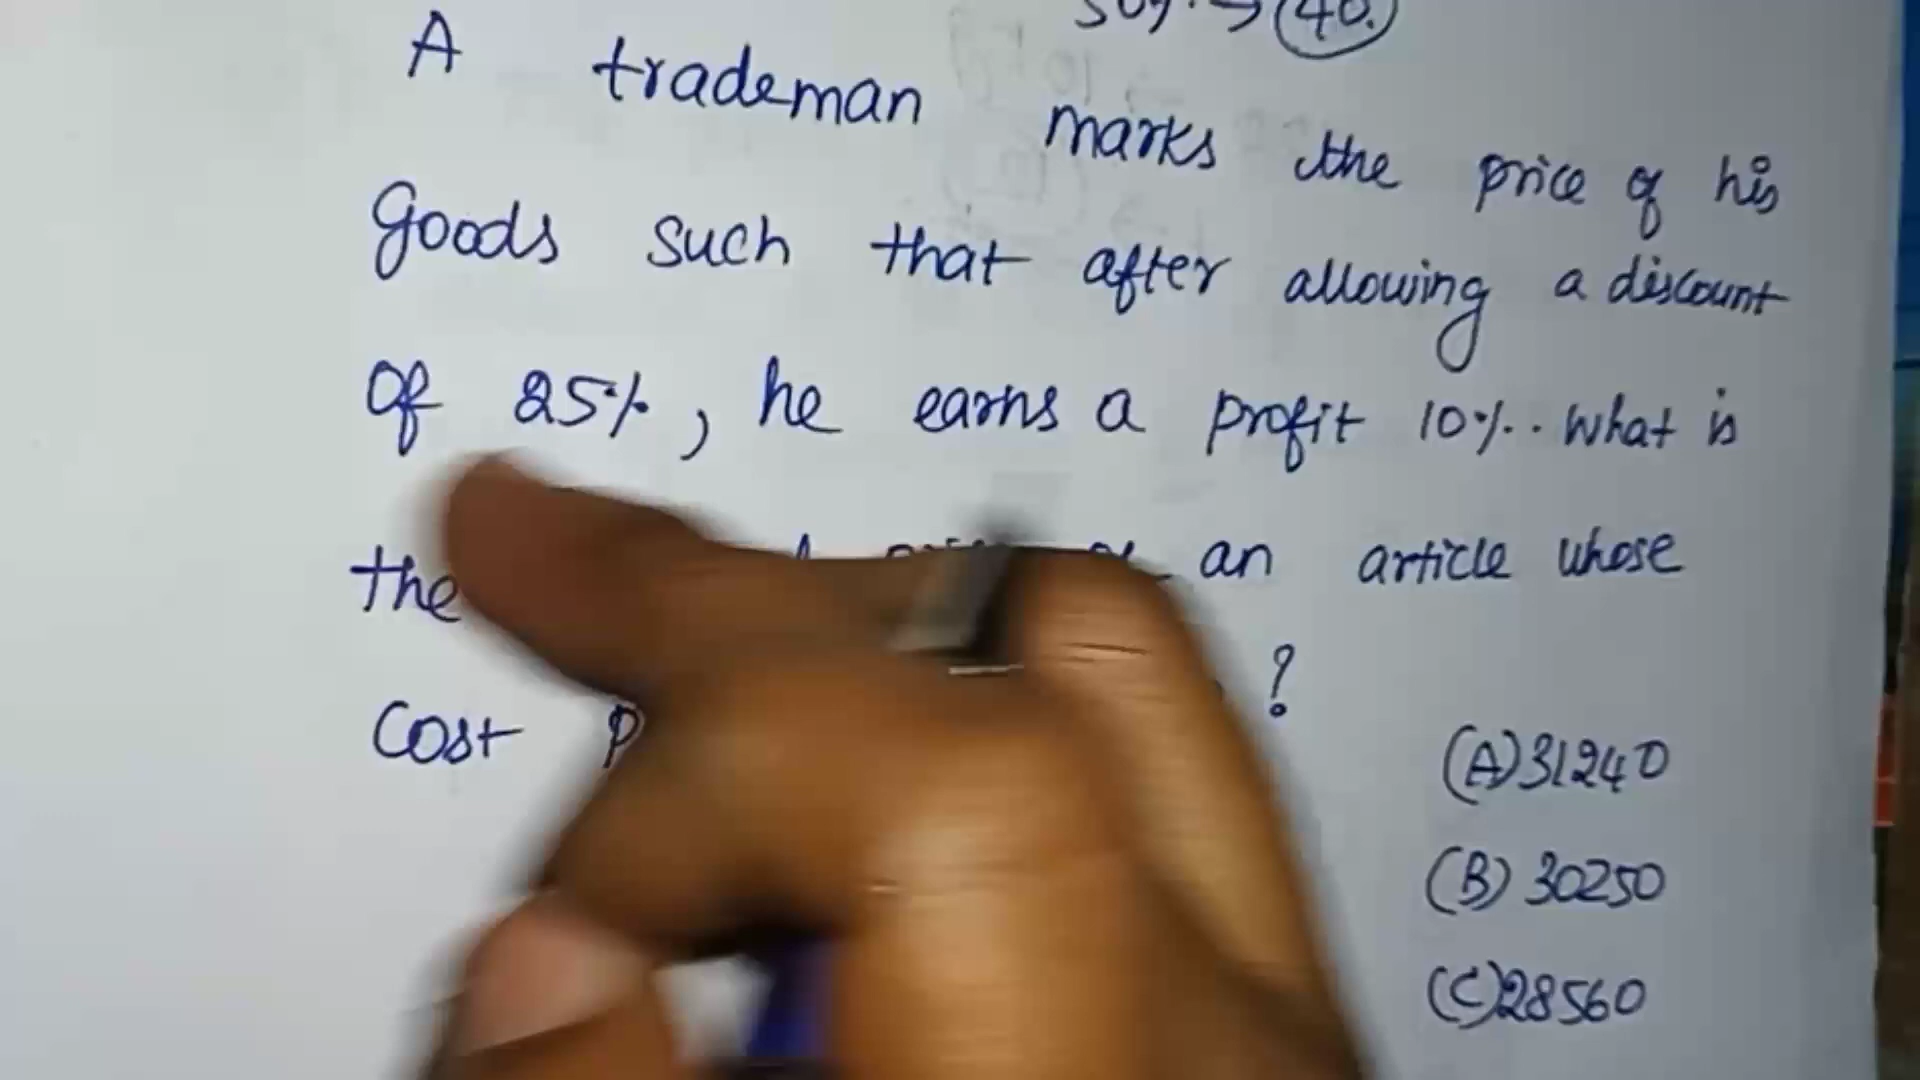 40.
A trademan marks the price of his
Goods such that after allowing a discount
Of 25%, he earns a profit 10%. . What is
the an article whose
Cost ?
(A) 31240
(B) 30250
(C) 28560